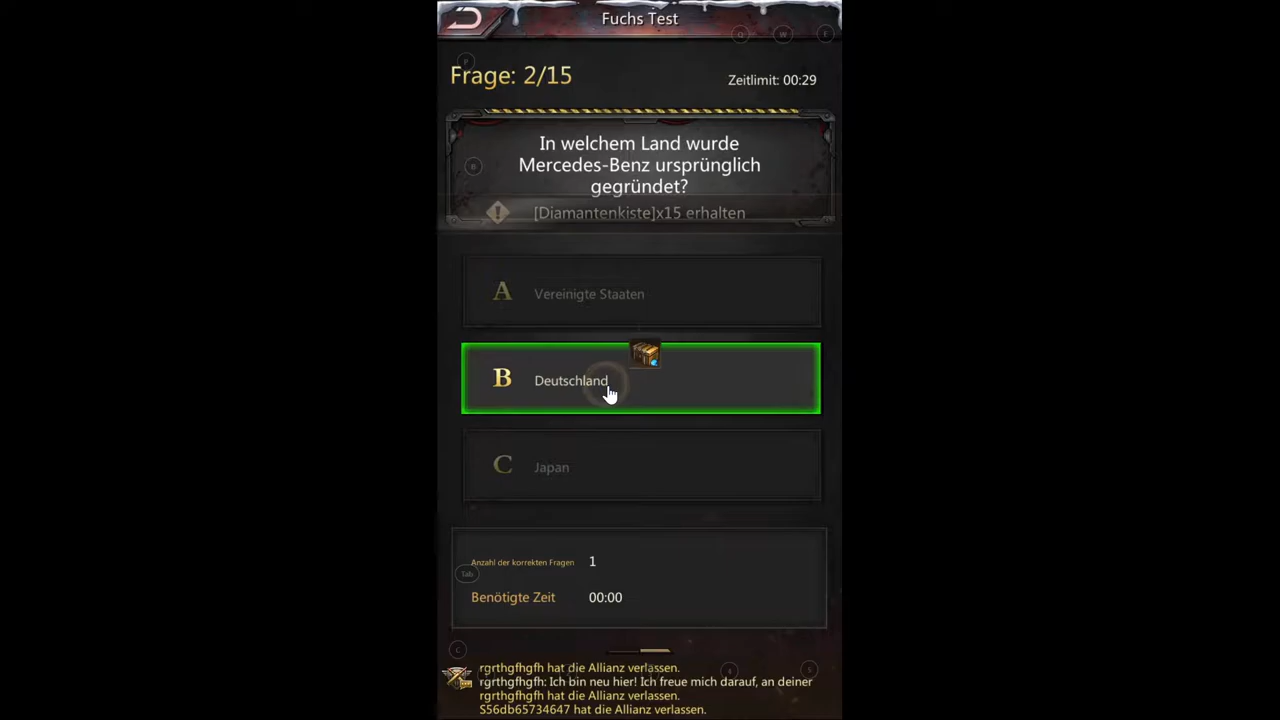 Fuchs Test
Q W E
P
Frage: 2/15
Zeitlimit: 00:29
In welchem Land wurde
Mercedes-Benz ursprünglich
gegründet?
[Diamantenkiste]x15 erhalten
A Vereinigte Staaten
B Deutschland
C Japan
Anzahl der korrekten Fragen 1
Tab
Benötigte Zeit 00:00
C
rgrthgfhgfh hat die Allianz verlassen.
rgrthgfhgfh: Ich bin neu hier! Ich freue mich darauf, an deiner
rgrthgfhgfh hat die Allianz verlassen.
S56db65734647 hat die Allianz verlassen.